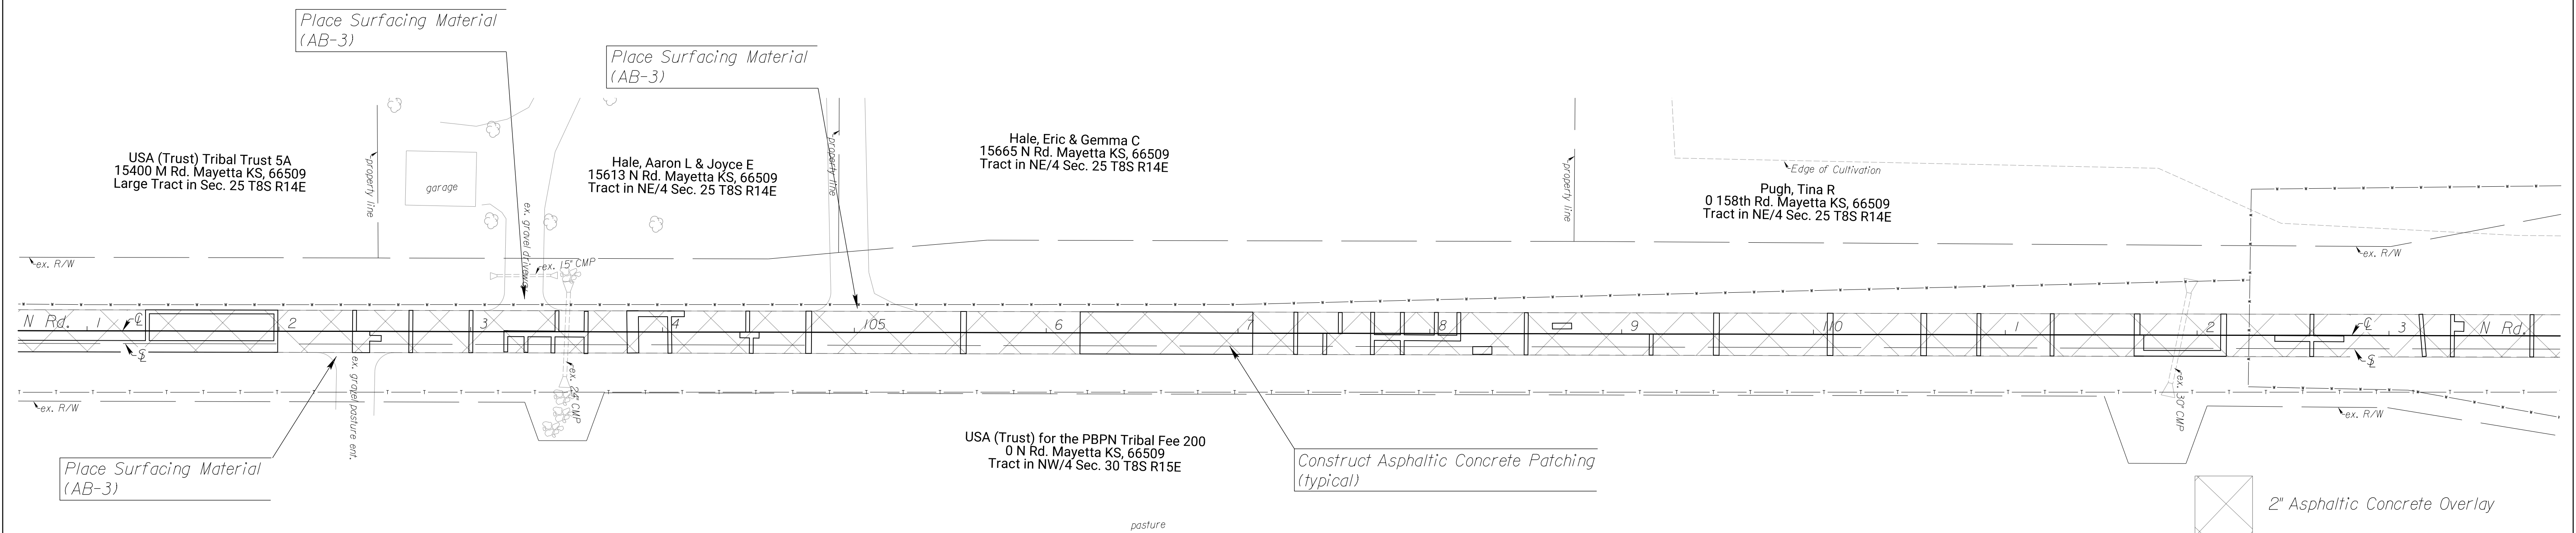 Place Surfacing Material
(AB-3)
Place Surfacing Material
(AB-3)
USA (Trust) Tribal Trust 5A
15400 M Rd. Mayetta KS, 66509
Large Tract in Sec. 25 T8S R14E
property line
garage
ex. gravel driveway
Hale, Aaron L & Joyce E
15613 N Rd. Mayetta KS, 66509
Tract in NE/4 Sec. 25 T8S R14E
property line
Hale, Eric & Gemma C
15665 N Rd. Mayetta KS, 66509
Tract in NE/4 Sec. 25 T8S R14E
property line
Edge of Cultivation
Pugh, Tina R
0 158th Rd. Mayetta KS, 66509
Tract in NE/4 Sec. 25 T8S R14E
ex. R/W
ex. 15" CMP
ex. R/W
N Rd.
1
℄
2
3
4
105
6
7
8
9
110
1
2
℄
3
N Rd.
ex. gravel pasture ent.
ex. 24" CMP
ex. 30" CMP
ex. R/W
ex. R/W
Place Surfacing Material
(AB-3)
USA (Trust) for the PBPN Tribal Fee 200
0 N Rd. Mayetta KS, 66509
Tract in NW/4 Sec. 30 T8S R15E
Construct Asphaltic Concrete Patching
(typical)
pasture
2" Asphaltic Concrete Overlay